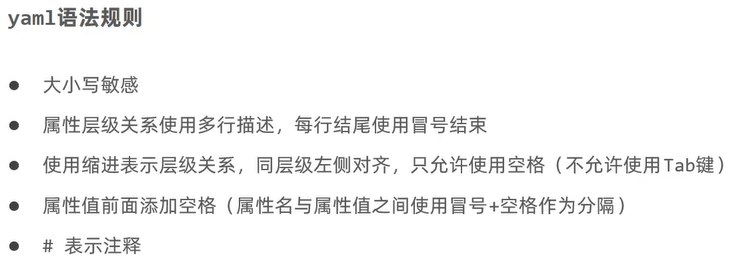 yaml语法规则
● 大小写敏感
● 属性层级关系使用多行描述，每行结尾使用冒号结束
● 使用缩进表示层级关系，同层级左侧对齐，只允许使用空格（不允许使用Tab键）
● 属性值前面添加空格（属性名与属性值之间使用冒号+空格作为分隔）
● # 表示注释